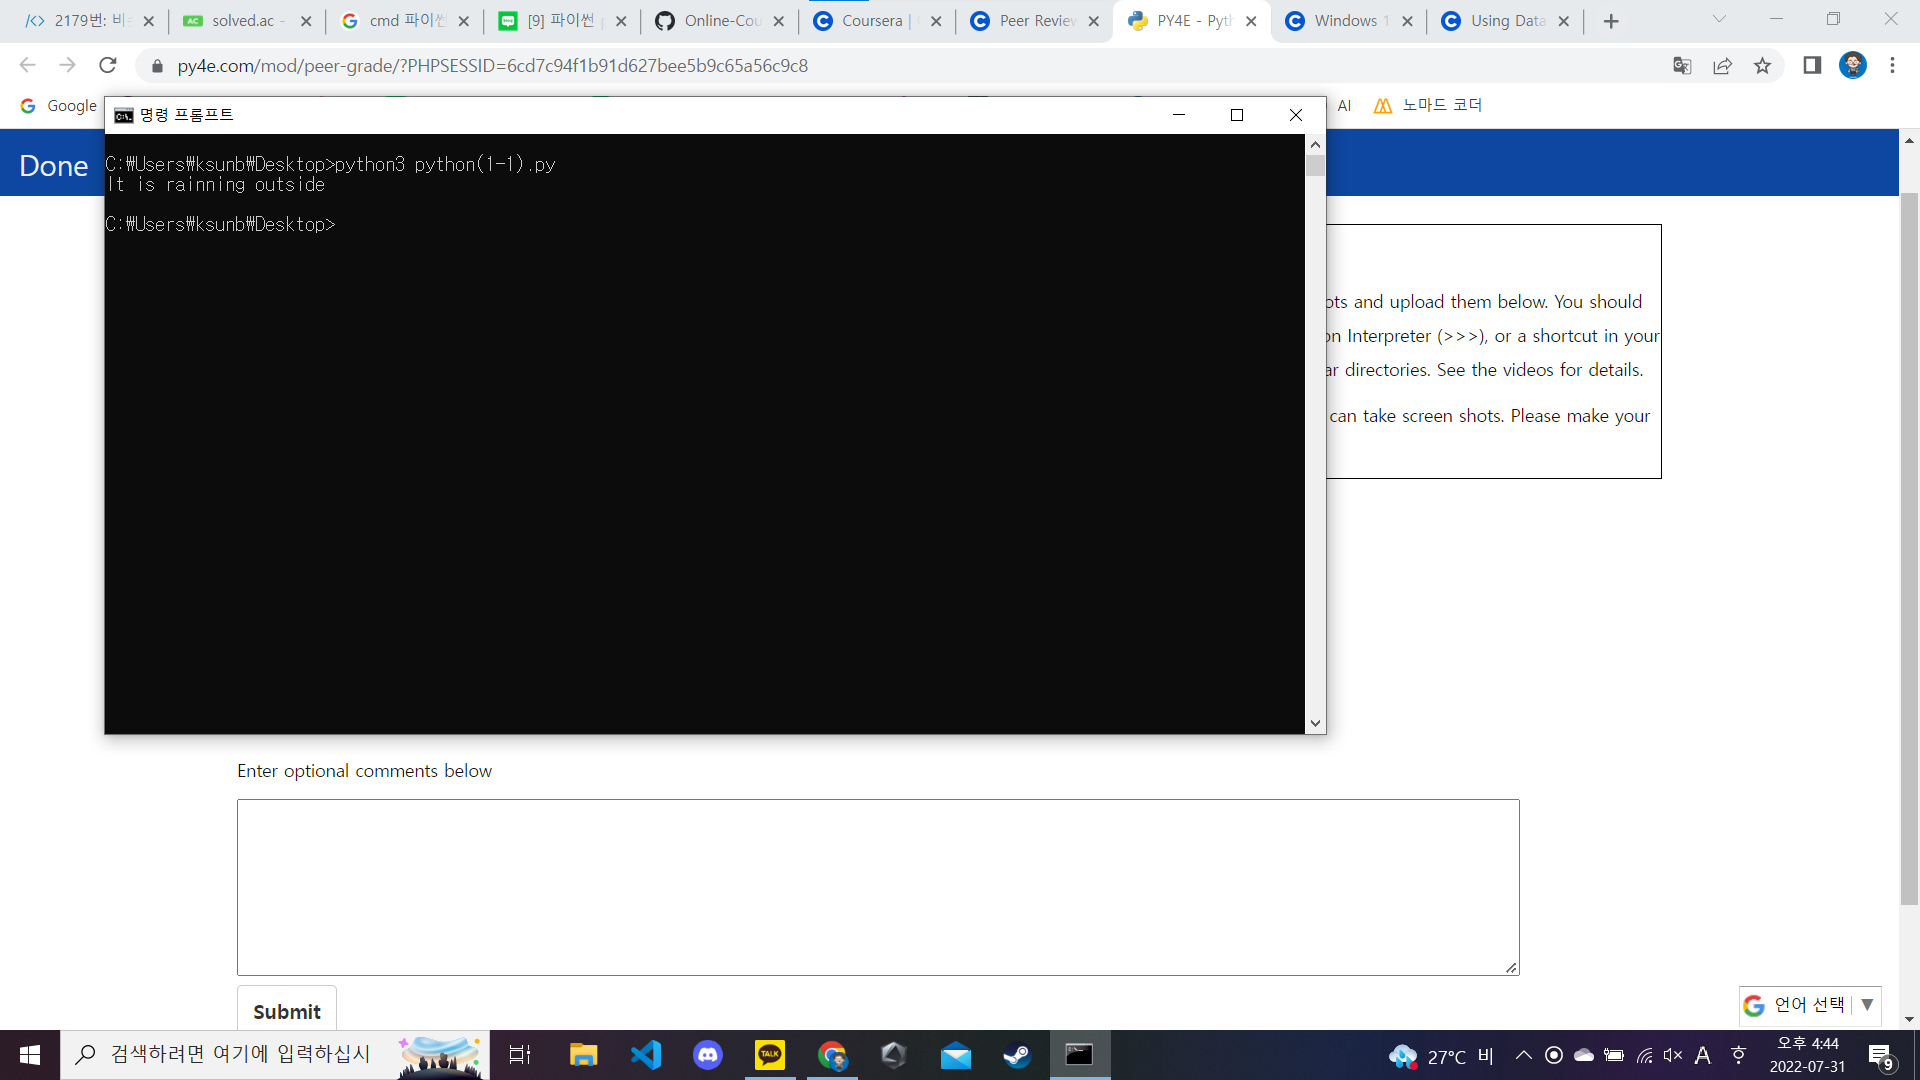 2179번: 비
solved.ac -
cmd 파이썬
[9] 파이썬
Online-Cou
Coursera |
Peer Review
PY4E - Pyth
Windows 1
Using Data
py4e.com/mod/peer-grade/?PHPSESSID=6cd7c94f1b91d627bee5b9c65a56c9c8
Google
AI
노마드 코더
명령 프롬프트
Done
C:₩Users₩ksunb₩Desktop>python3 python(1-1).py
It is rainning outside
C:₩Users₩ksunb₩Desktop>
ots and upload them below. You should
on Interpreter (>>>), or a shortcut in your
ar directories. See the videos for details.
can take screen shots. Please make your
Enter optional comments below
Submit
언어 선택 ▼
검색하려면 여기에 입력하십시
TALK
27°C 비
A
오후 4:44
2022-07-31
9